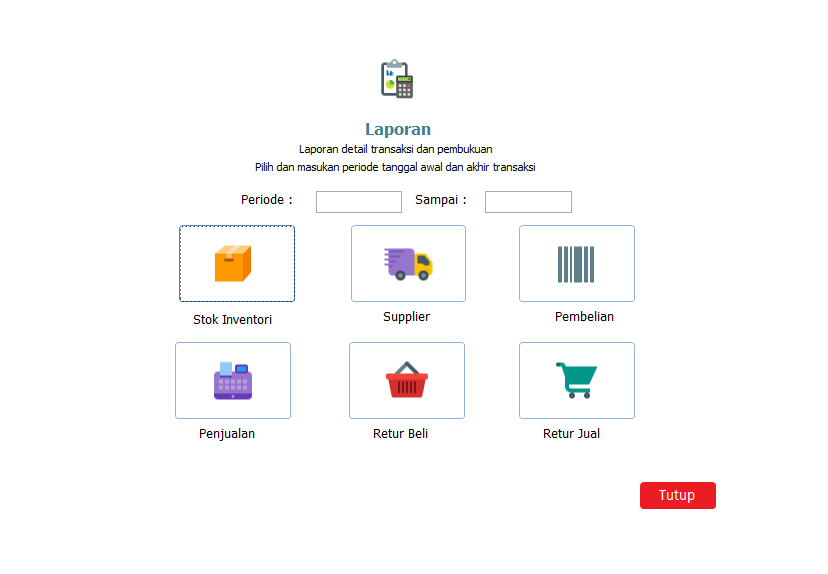 Laporan
Laporan detail transaksi dan pembukuan
Pilih dan masukan periode tanggal awal dan akhir transaksi
Periode : Sampai :
Stok Inventori Supplier Pembelian
Penjualan Retur Beli Retur Jual
Tutup